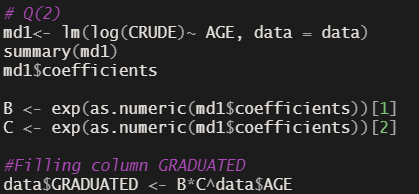 # Q(2)
md1<- lm(log(CRUDE)~ AGE, data = data)
summary(md1)
md1$coefficients
B <- exp(as.numeric(md1$coefficients))[1]
C <- exp(as.numeric(md1$coefficients))[2]
#Filling column GRADUATED
data$GRADUATED <- B*C^data$AGE